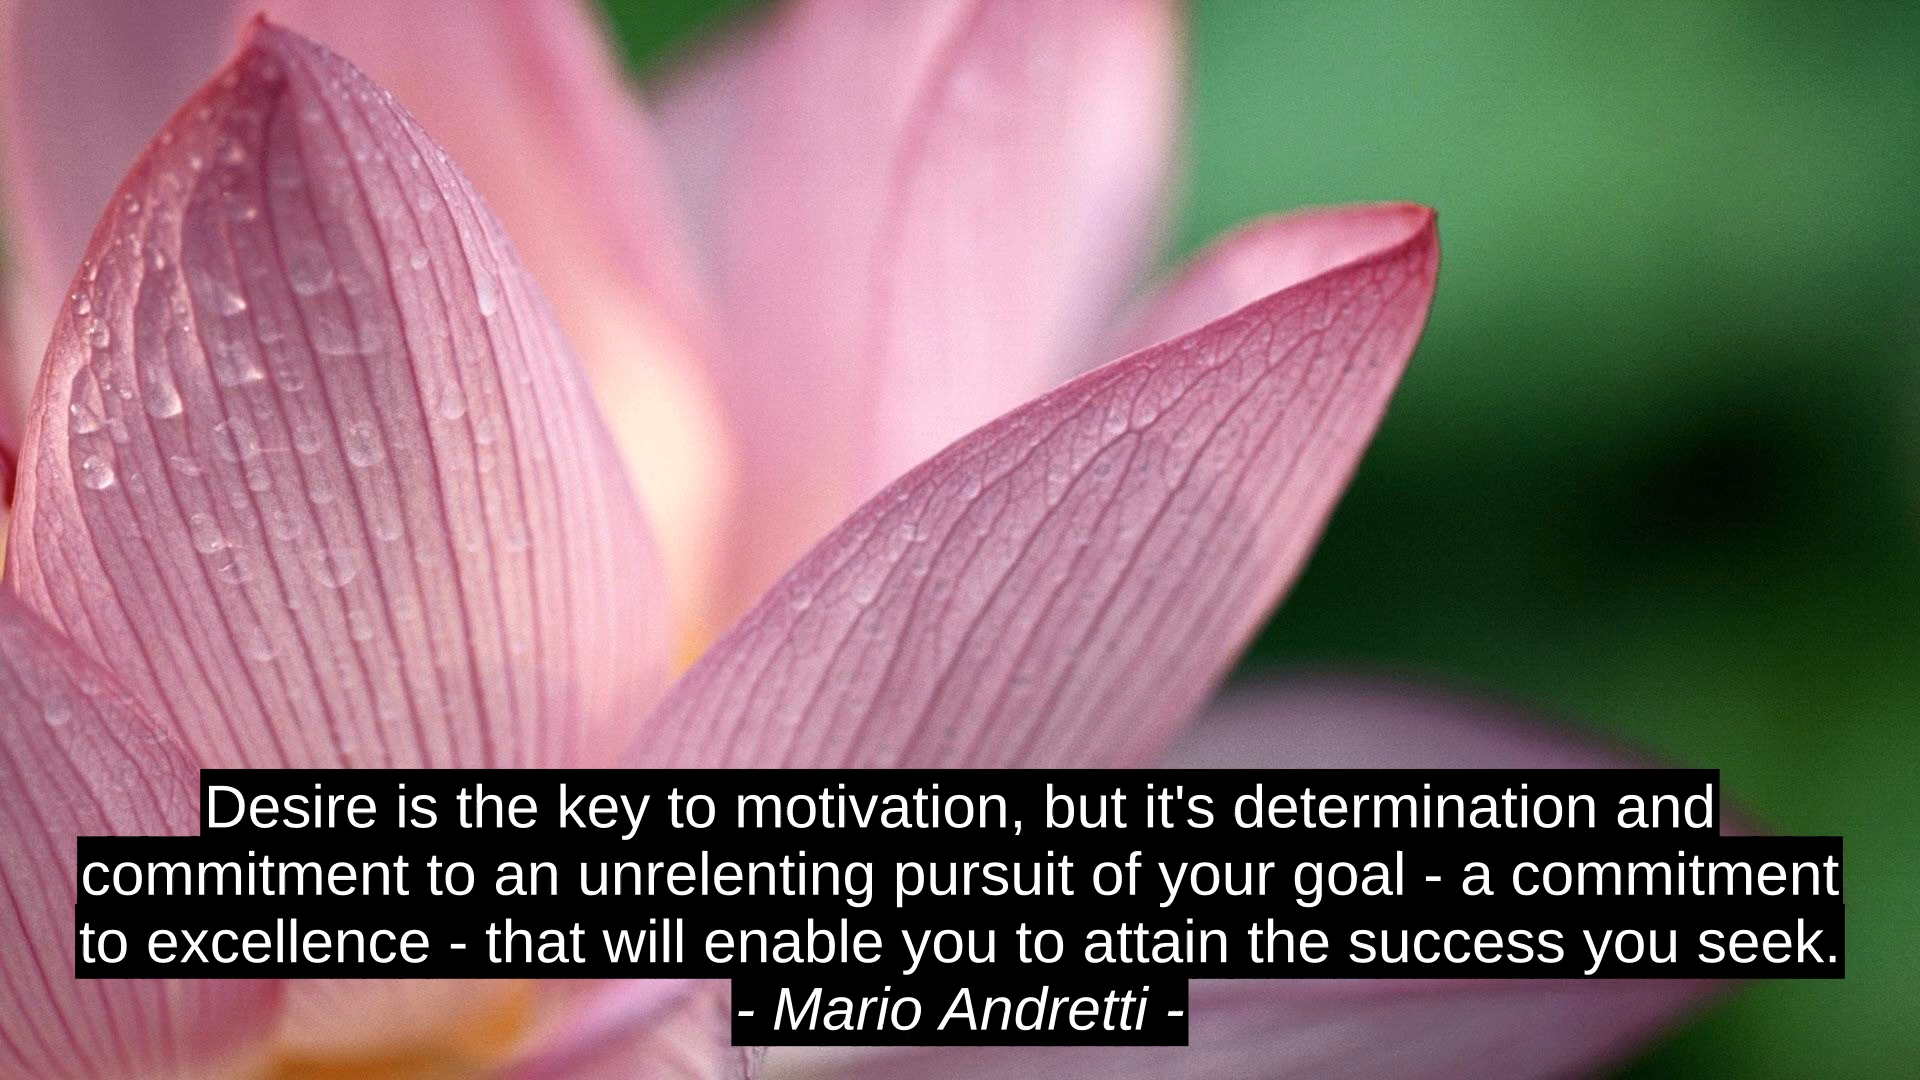 Desire is the key to motivation, but it's determination and
commitment to an unrelenting pursuit of your goal - a commitment
to excellence - that will enable you to attain the success you seek.
- Mario Andretti -